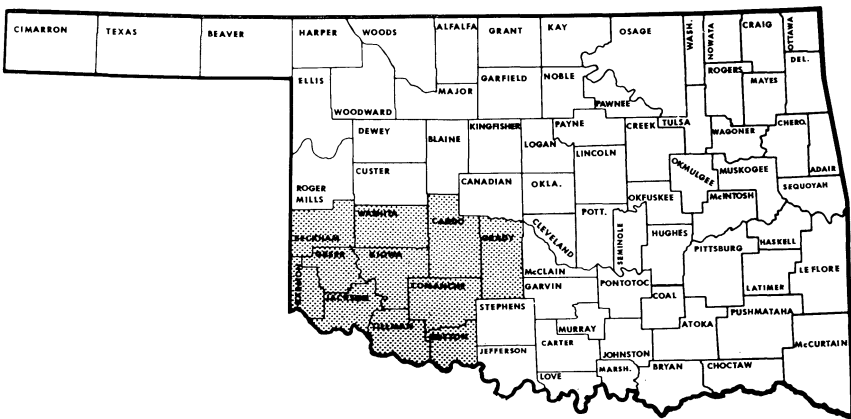 CIMARRON
TEXAS
BEAVER
HARPER
WOODS
ALFALFA
GRANT
KAY
OSAGE
WASH.
NOWATA
CRAIG
OTTAWA
ELLIS
WOODWARD
MAJOR
GARFIELD
NOBLE
PAWNEE
ROGERS
MAYES
DEL.
DEWEY
BLAINE
KINGFISHER
LOGAN
PAYNE
CREEK
TULSA
WAGONER
CHERO.
ADAIR
ROGER
MILLS
CUSTER
CANADIAN
OKLA.
LINCOLN
OKFUSKEE
OKMULGEE
MUSKOGEE
McINTOSH
SEQUOYAH
BECKHAM
WASHITA
CADDO
GRADY
CLEVELAND
POTT.
SEMINOLE
HUGHES
PITTSBURG
HASKELL
LE FLORE
HARMON
GREER
KIOWA
COMANCHE
McCLAIN
GARVIN
PONTOTOC
COAL
LATIMER
JACKSON
TILLMAN
COTTON
STEPHENS
MURRAY
CARTER
JOHNSTON
ATOKA
PUSHMATAHA
McCURTAIN
JEFFERSON
LOVE
MARSH.
BRYAN
CHOCTAW